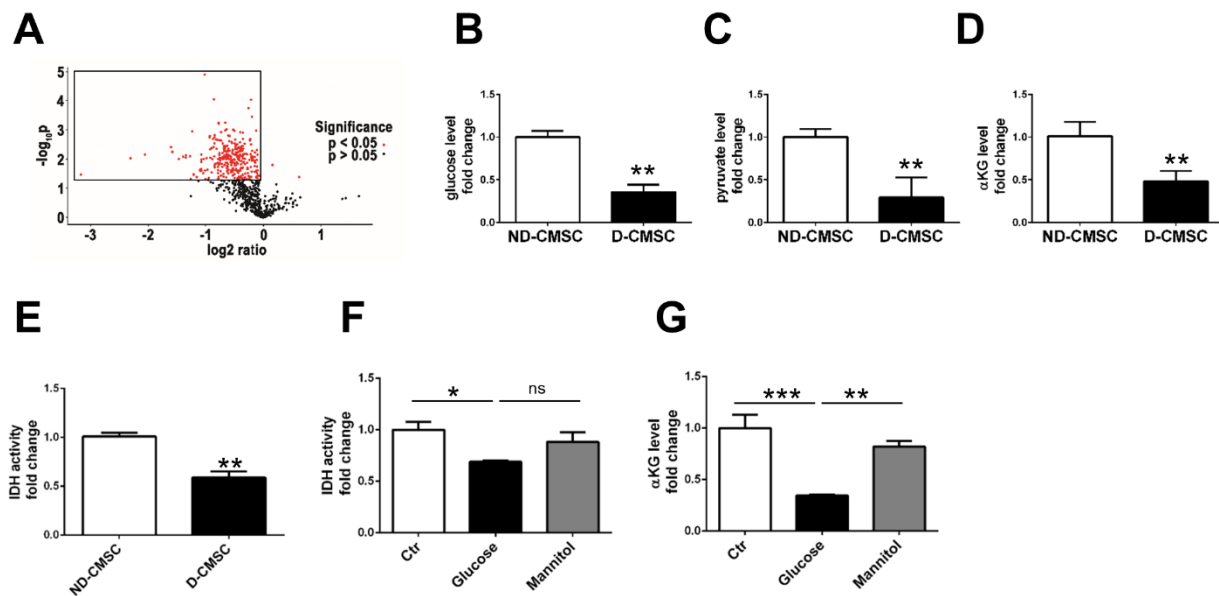 A
5
4
3
2
1
0
-log10p
-3
-2
-1
0
1
log2 ratio
Significance
p < 0.05
p > 0.05
B
glucose level
fold change
1.5
1.0
0.5
0.0
**
ND-CMSC
D-CMSC
C
pyruvate level
fold change
1.5
1.0
0.5
0.0
**
ND-CMSC
D-CMSC
D
αKG level
fold change
1.5
1.0
0.5
0.0
**
ND-CMSC
D-CMSC
E
IDH activity
fold change
1.5
1.0
0.5
0.0
**
ND-CMSC
D-CMSC
F
IDH activity
fold change
1.5
1.0
0.5
0.0
*
ns
Ctr
Glucose
Mannitol
G
αKG level
fold change
1.5
1.0
0.5
0.0
***
**
Ctr
Glucose
Mannitol